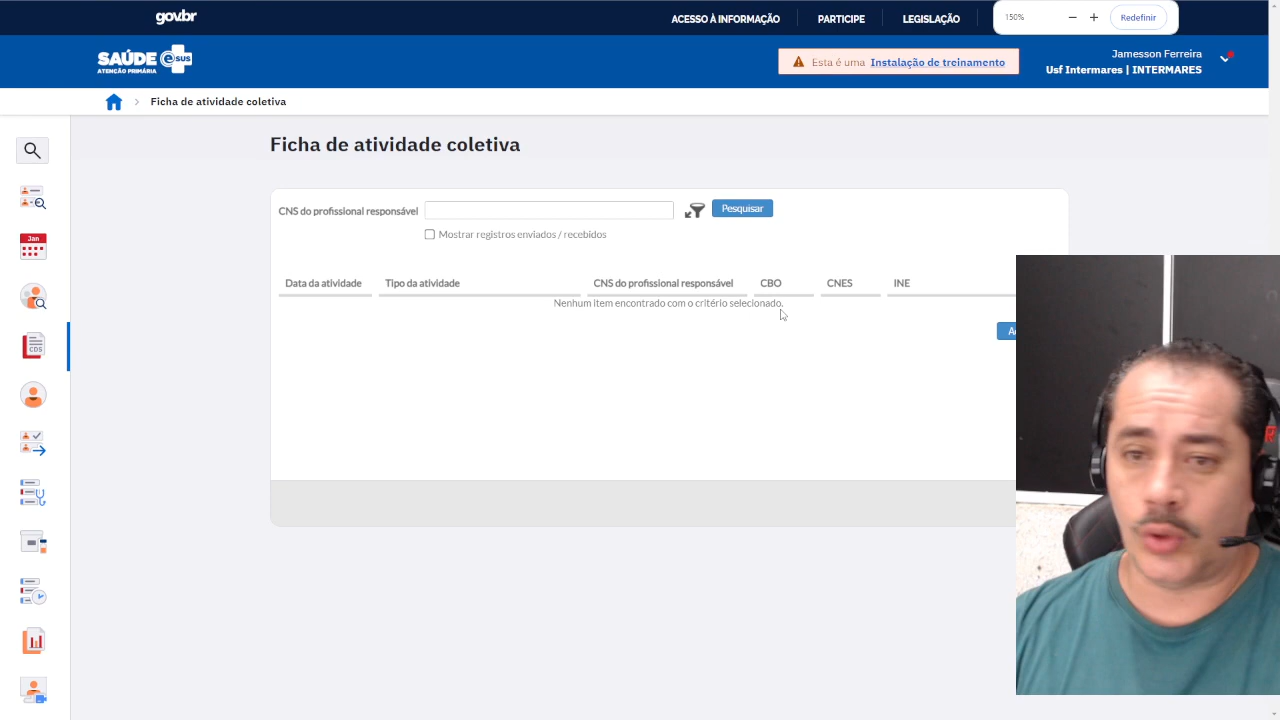 gov.br
ACESSO À INFORMAÇÃO
PARTICIPE
LEGISLAÇÃO
150%
Redefinir
SAÚDE e SUS
ATENÇÃO PRIMÁRIA
Esta é uma Instalação de treinamento
Jamesson Ferreira
Usf Intermares | INTERMARES
Ficha de atividade coletiva
Ficha de atividade coletiva
CNS do profissional responsável
Pesquisar
Mostrar registros enviados / recebidos
Jan
Data da atividade
Tipo da atividade
CNS do profissional responsável
CBO
CNES
INE
Nenhum item encontrado com o critério selecionado.
CDS